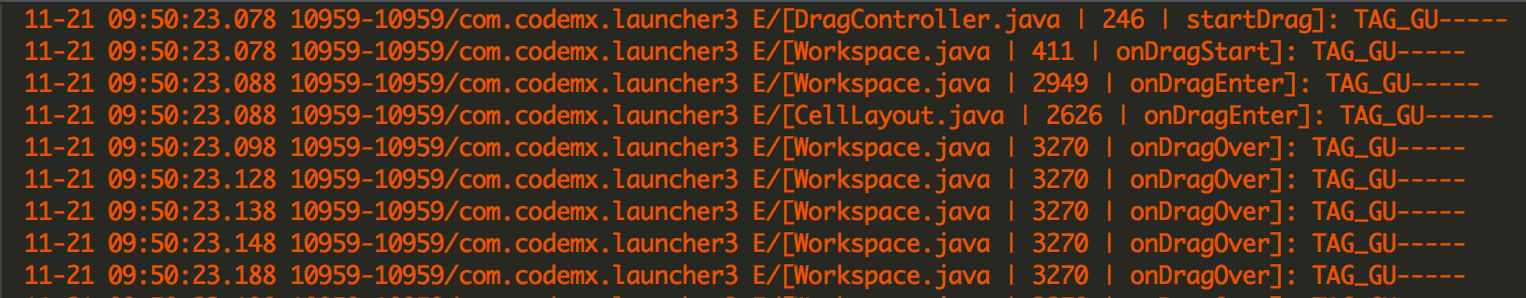 11-21 09:50:23.078 10959-10959/com.codemx.launcher3 E/[DragController.java | 246 | startDrag]: TAG_GU-----
11-21 09:50:23.078 10959-10959/com.codemx.launcher3 E/[Workspace.java | 411 | onDragStart]: TAG_GU-----
11-21 09:50:23.088 10959-10959/com.codemx.launcher3 E/[Workspace.java | 2949 | onDragEnter]: TAG_GU-----
11-21 09:50:23.088 10959-10959/com.codemx.launcher3 E/[CellLayout.java | 2626 | onDragEnter]: TAG_GU-----
11-21 09:50:23.098 10959-10959/com.codemx.launcher3 E/[Workspace.java | 3270 | onDragOver]: TAG_GU-----
11-21 09:50:23.128 10959-10959/com.codemx.launcher3 E/[Workspace.java | 3270 | onDragOver]: TAG_GU-----
11-21 09:50:23.138 10959-10959/com.codemx.launcher3 E/[Workspace.java | 3270 | onDragOver]: TAG_GU-----
11-21 09:50:23.148 10959-10959/com.codemx.launcher3 E/[Workspace.java | 3270 | onDragOver]: TAG_GU-----
11-21 09:50:23.188 10959-10959/com.codemx.launcher3 E/[Workspace.java | 3270 | onDragOver]: TAG_GU-----